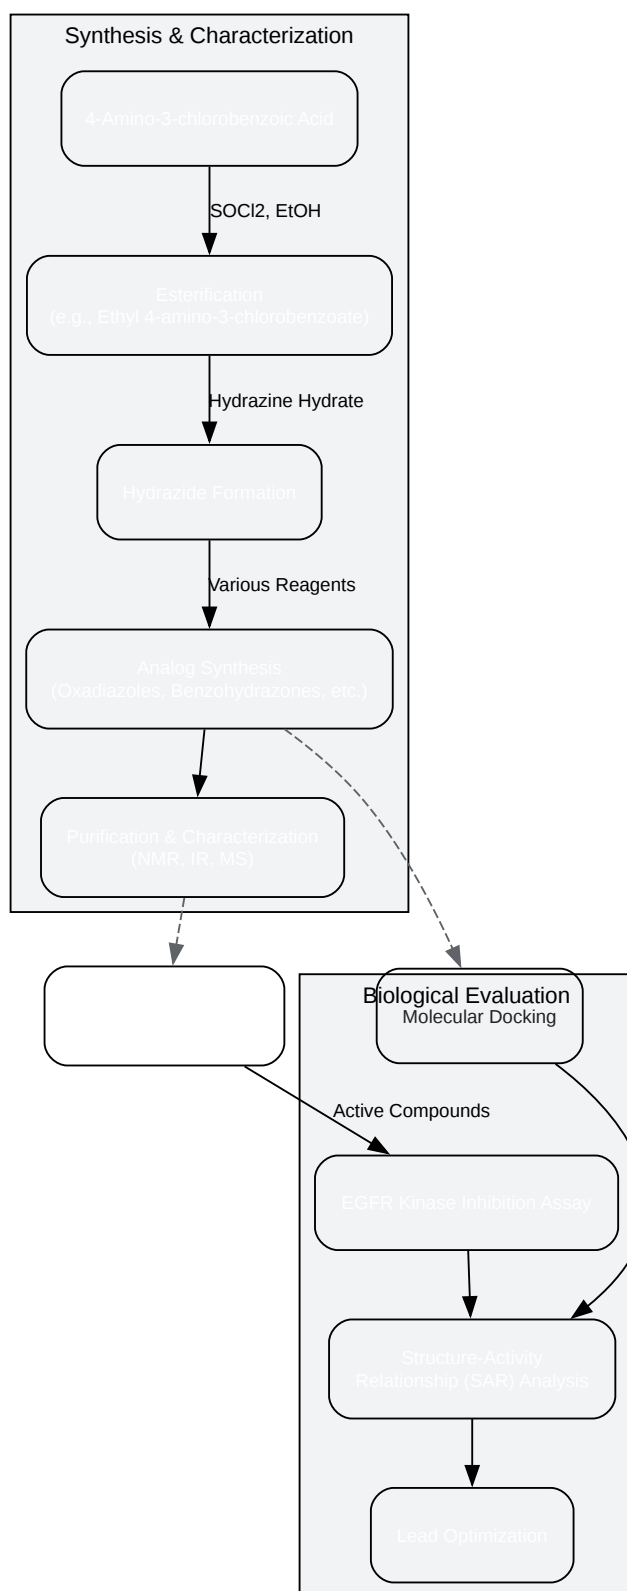 Synthesis & Characterization
4-Amino-3-chlorobenzoic Acid
SOCl2, EtOH
Esterification
(e.g., Ethyl 4-amino-3-chlorobenzoate)
Hydrazine Hydrate
Hydrazide Formation
Various Reagents
Analog Synthesis
(Oxadiazoles, Benzohydrazones, etc.)
Purification & Characterization
(NMR, IR, MS)
Biological Evaluation
Molecular Docking
Active Compounds
EGFR Kinase Inhibition Assay
Structure-Activity
Relationship (SAR) Analysis
Lead Optimization